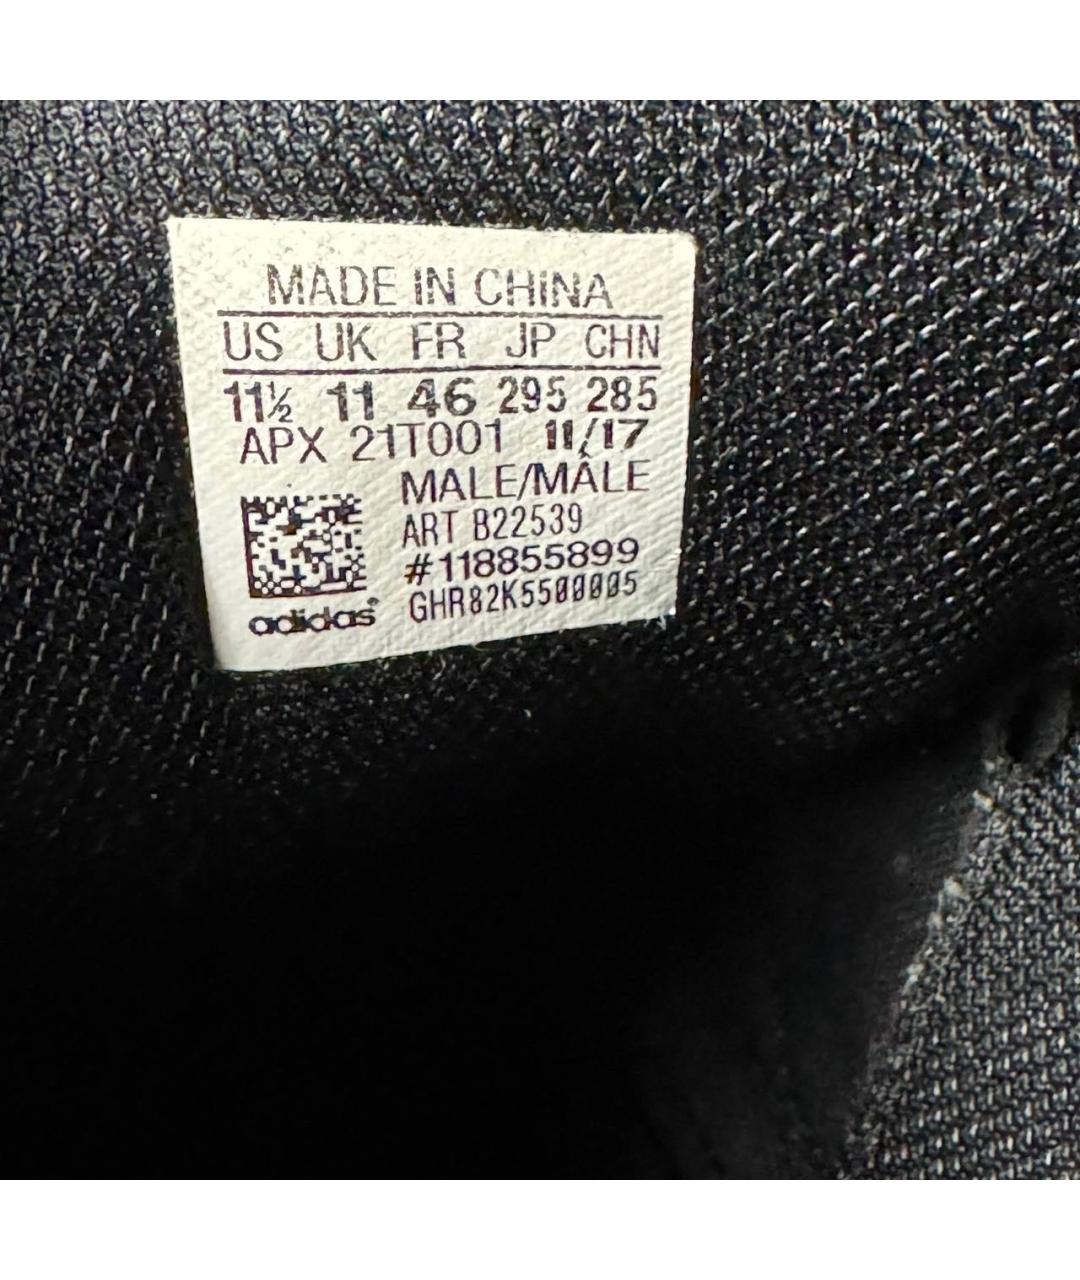 MADE IN CHINA
US UK FR JP CHN
11½ 11 46 295 285
APX 21T001 11/17
MALE/MÂLE
ART B22539
#118855899
GHR82K5500005
adidas®